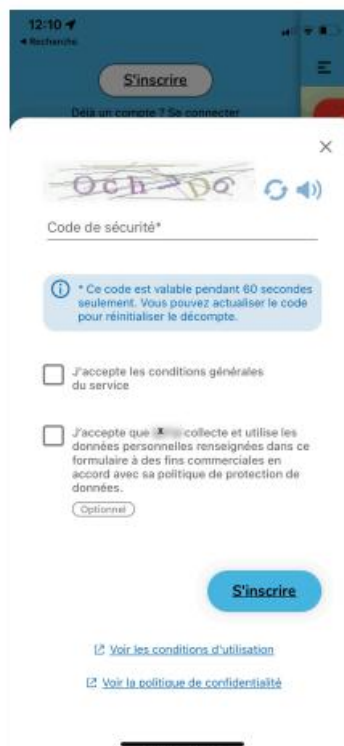 12:10
◀ Recherche
S'inscrire
Déjà un compte ? Se connecter
Code de sécurité*
* Ce code est valable pendant 60 secondes
seulement. Vous pouvez actualiser le code
pour réinitialiser le décompte.
J'accepte les conditions générales
du service
J'accepte que x collecte et utilise les
données personnelles renseignées dans ce
formulaire à des fins commerciales en
accord avec sa politique de protection de
données.
Optionnel
S'inscrire
Voir les conditions d'utilisation
Voir la politique de confidentialité